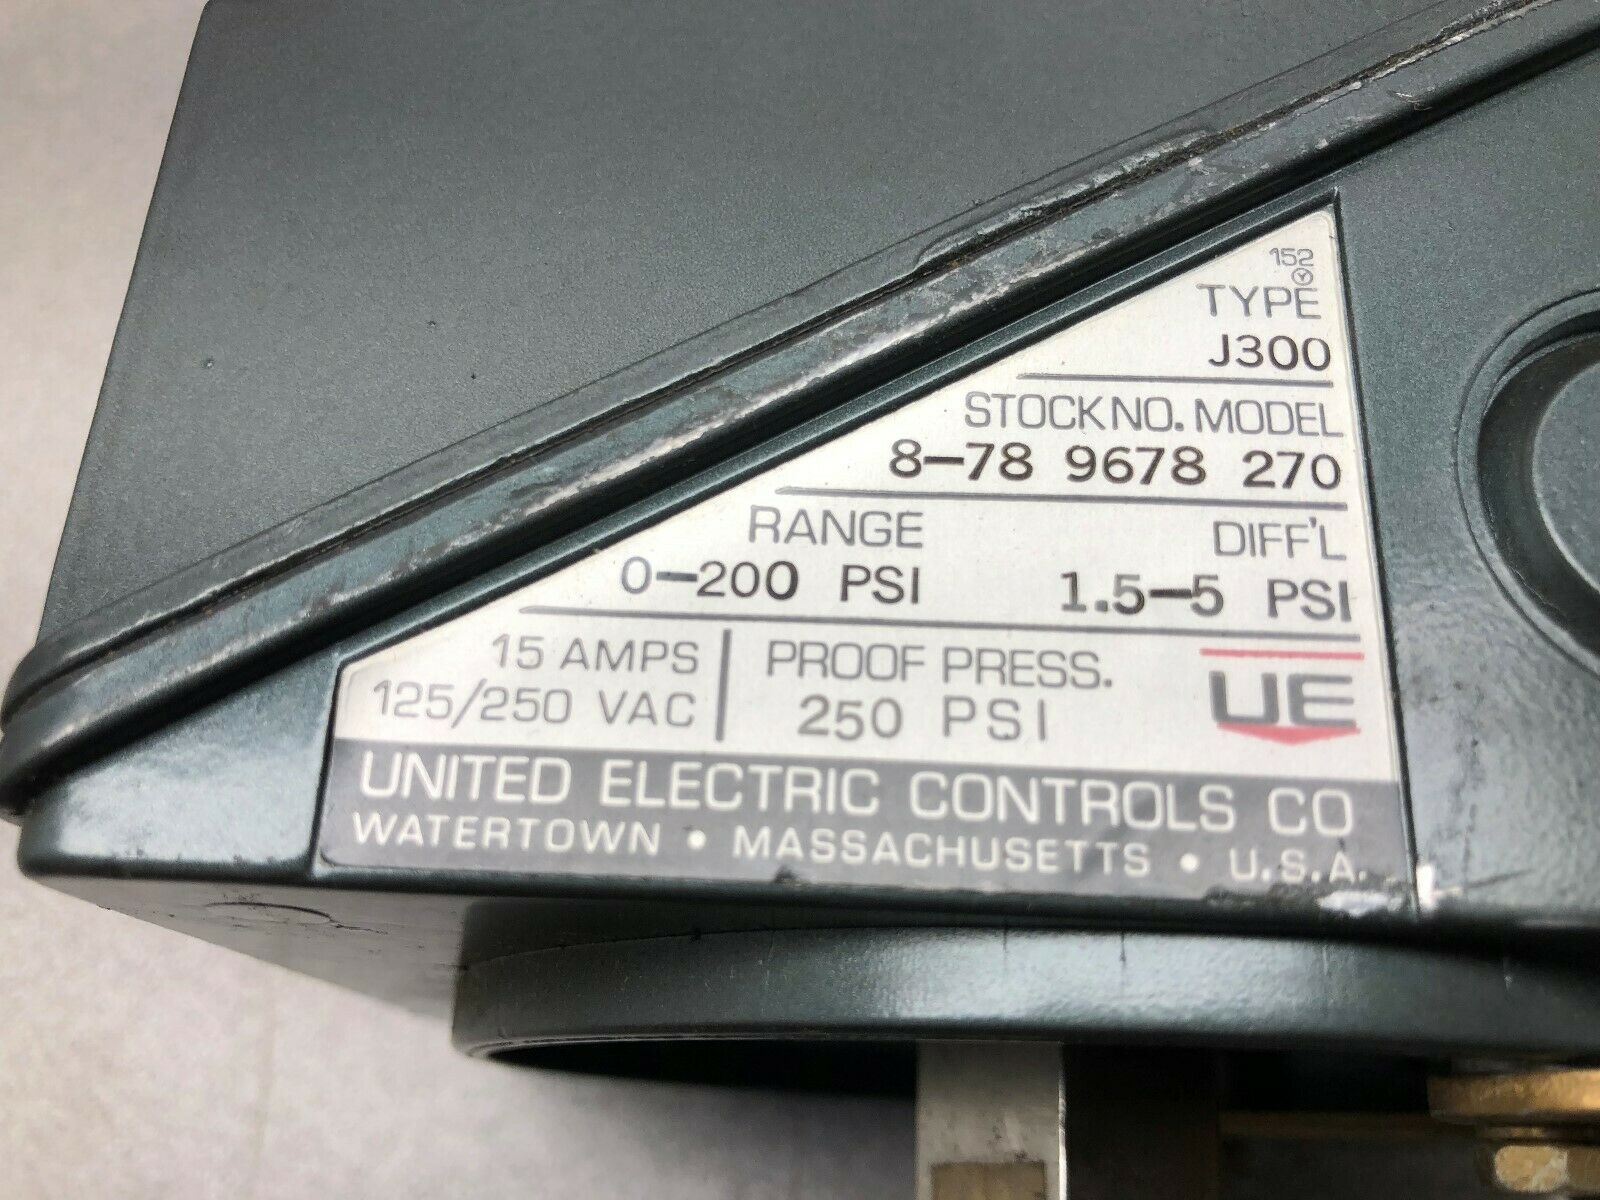 152
TYPE
J300
STOCK NO. MODEL
8-78 9678 270
RANGE DIFF'L
0-200 PSI 1.5-5 PSI
15 AMPS PROOF PRESS.
125/250 VAC 250 PSI
UE
UNITED ELECTRIC CONTROLS CO
WATERTOWN • MASSACHUSETTS • U.S.A.